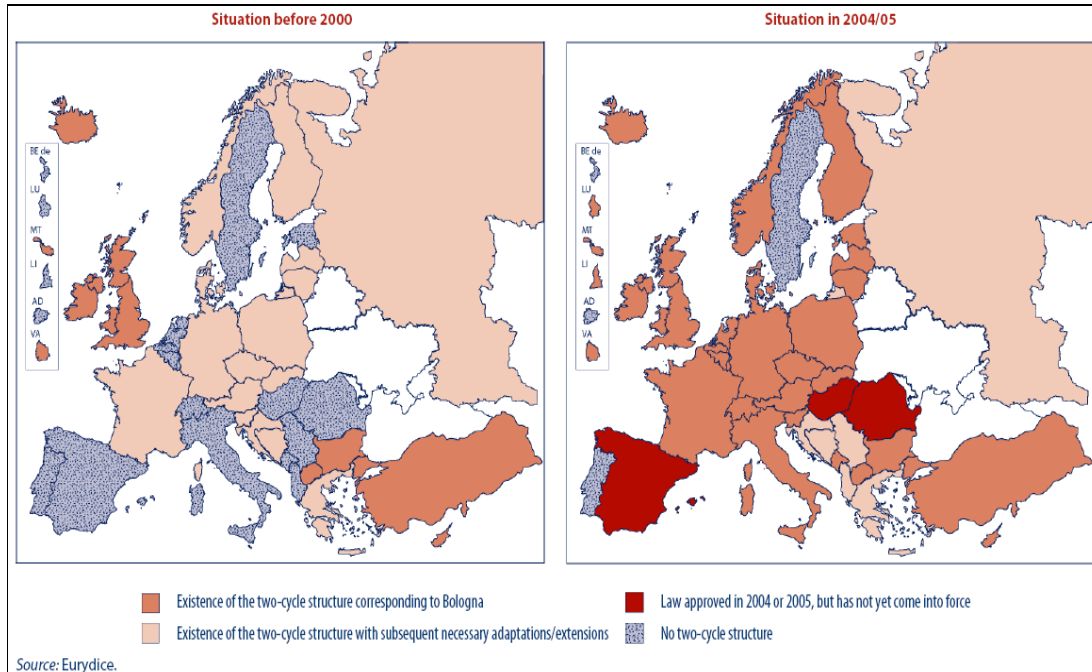 Situation before 2000
Situation in 2004/05
BE de
LU
MT
LI
AD
VA
BE de
LU
MT
LI
AD
VA
Existence of the two-cycle structure corresponding to Bologna
Law approved in 2004 or 2005, but has not yet come into force
Existence of the two-cycle structure with subsequent necessary adaptations/extensions
No two-cycle structure
Source: Eurydice.